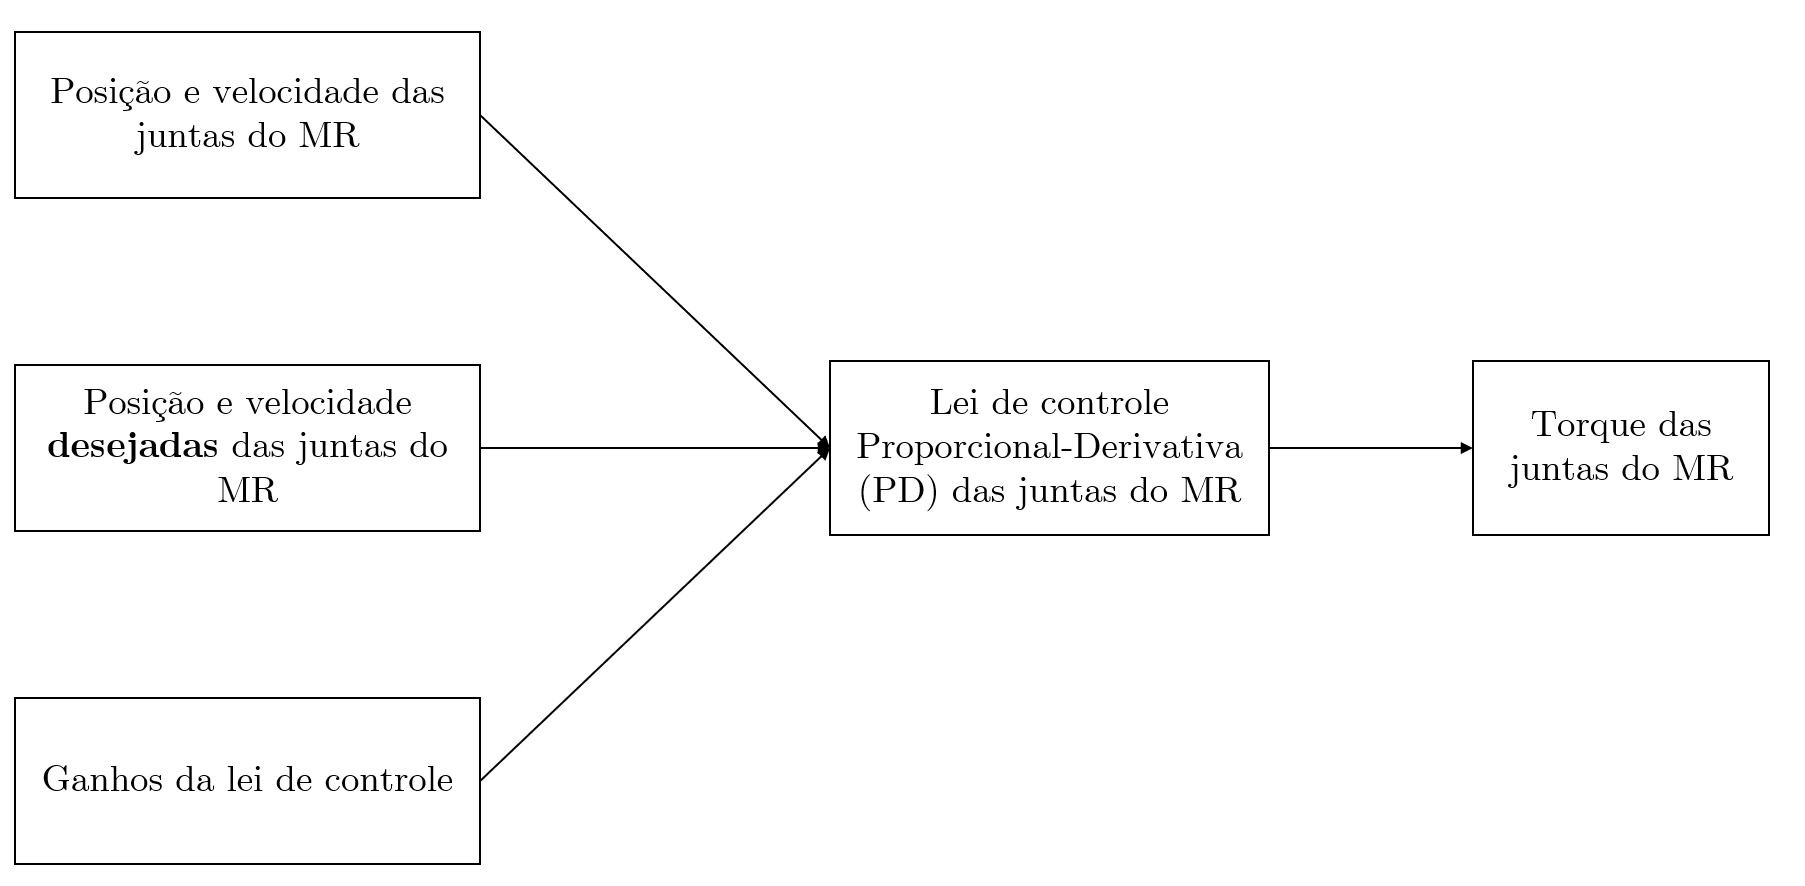 Posição e velocidade das
juntas do MR
Posição e velocidade
desejadas das juntas do
MR
Ganhos da lei de controle
Lei de controle
Proporcional-Derivativa
(PD) das juntas do MR
Torque das
juntas do MR